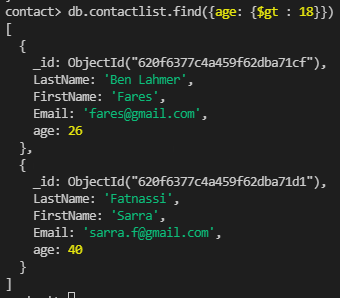 contact> db.contactlist.find({age: {$gt : 18}})
[
  {
    _id: ObjectId("620f6377c4a459f62dba71cf"),
    LastName: 'Ben Lahmer',
    FirstName: 'Fares',
    Email: 'fares@gmail.com',
    age: 26
  },
  {
    _id: ObjectId("620f6377c4a459f62dba71d1"),
    LastName: 'Fatnassi',
    FirstName: 'Sarra',
    Email: 'sarra.f@gmail.com',
    age: 40
  }
]